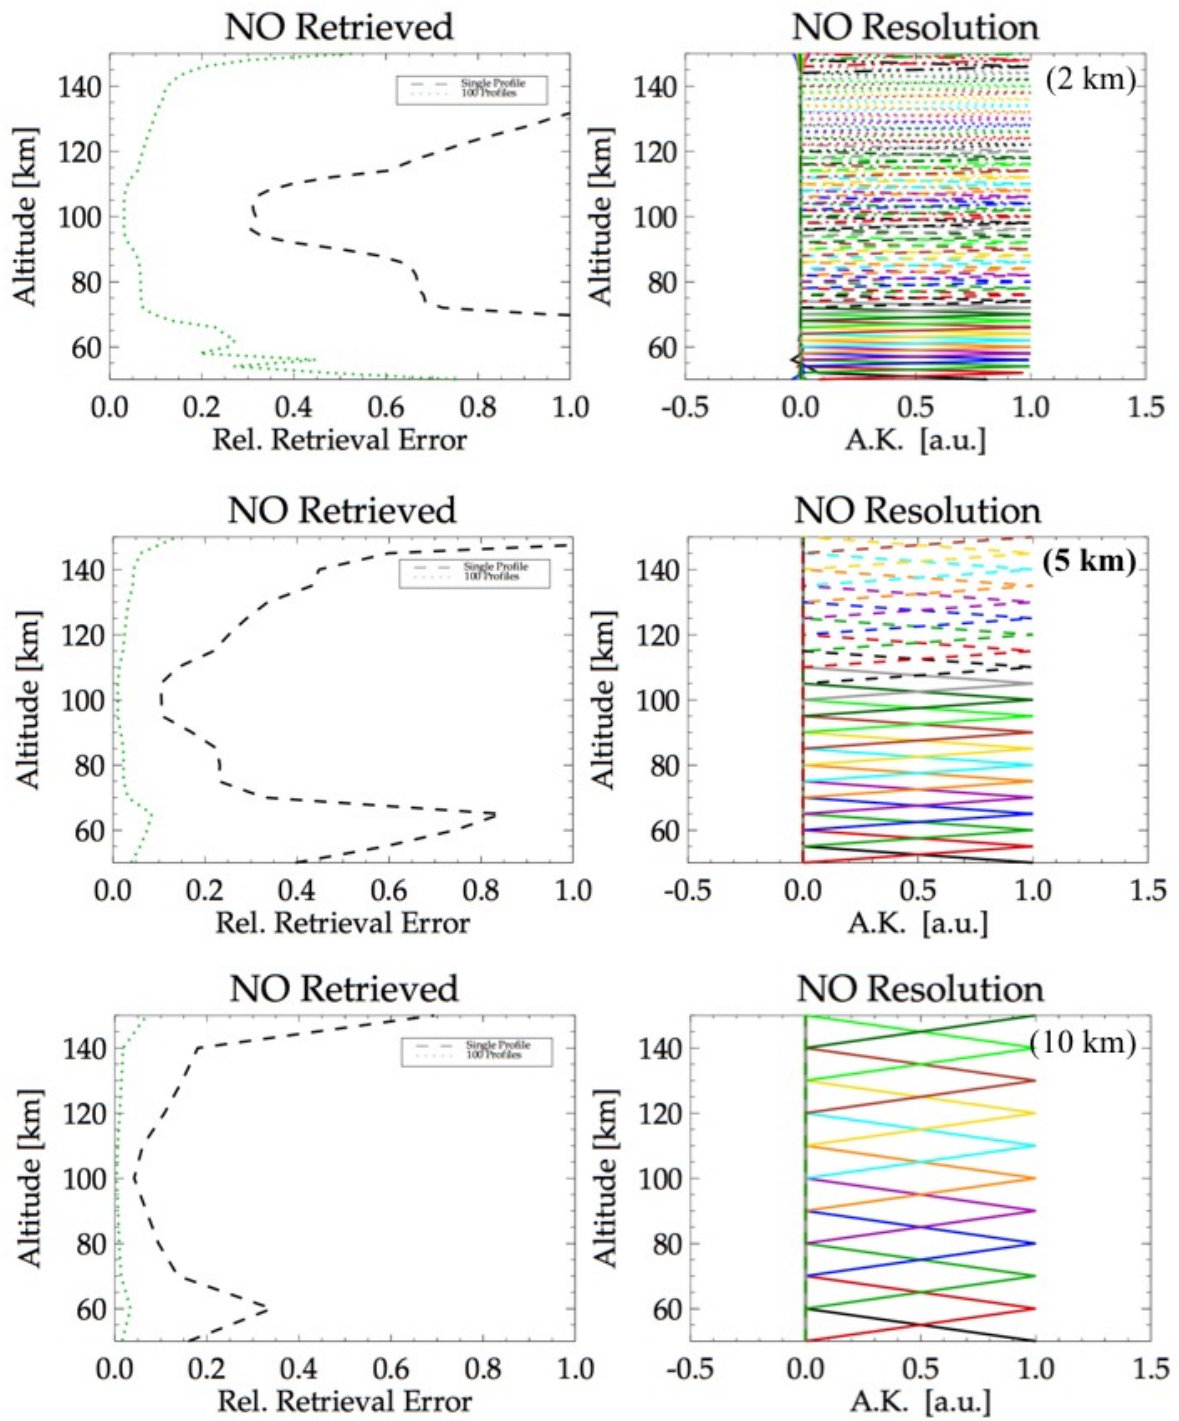 NO Retrieved
NO Resolution
140
120
100
80
60
Altitude [km]
Single Profile
100 Profiles
0.0 0.2 0.4 0.6 0.8 1.0
Rel. Retrieval Error
140
120
100
80
60
Altitude [km]
(2 km)
-0.5 0.0 0.5 1.0 1.5
A.K. [a.u.]
NO Retrieved
NO Resolution
140
120
100
80
60
Altitude [km]
Single Profile
100 Profiles
0.0 0.2 0.4 0.6 0.8 1.0
Rel. Retrieval Error
140
120
100
80
60
Altitude [km]
(5 km)
-0.5 0.0 0.5 1.0 1.5
A.K. [a.u.]
NO Retrieved
NO Resolution
140
120
100
80
60
Altitude [km]
Single Profile
100 Profiles
0.0 0.2 0.4 0.6 0.8 1.0
Rel. Retrieval Error
140
120
100
80
60
Altitude [km]
(10 km)
-0.5 0.0 0.5 1.0 1.5
A.K. [a.u.]